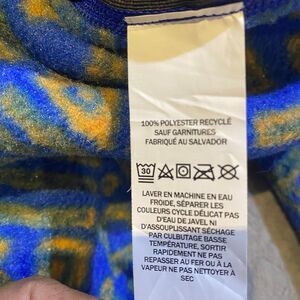 100% POLYESTER RECYCLÉ
SAUF GARNITURES
FABRIQUÉ AU SALVADOR
30
LAVER EN MACHINE EN EAU
FROIDE, SÉPARER LES
COULEURS CYCLE DÉLICAT PAS
D'EAU DE JAVEL NI
D'ASSOUPLISSANT SÉCHAGE
PAR CULBUTAGE BASSE
TEMPÉRATURE, SORTIR
RAPIDEMENT NE PAS
REPASSER AU FER OU À LA
VAPEUR NE PAS NETTOYER À
SEC